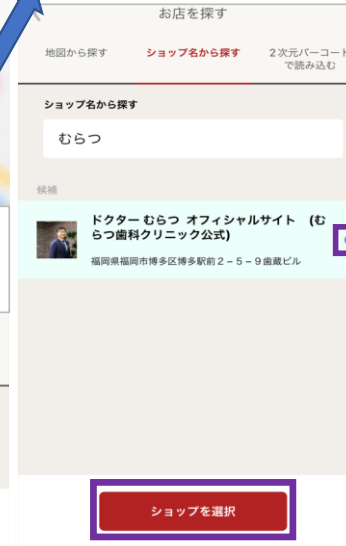 お店を探す
地図から探す
ショップ名から探す
2次元バーコード
で読み込む
ショップ名から探す
むらつ
候補
ドクター むらつ オフィシャルサイト (む
らつ歯科クリニック公式)
福岡県福岡市博多区博多駅前2－5－9歯蔵ビル
ショップを選択